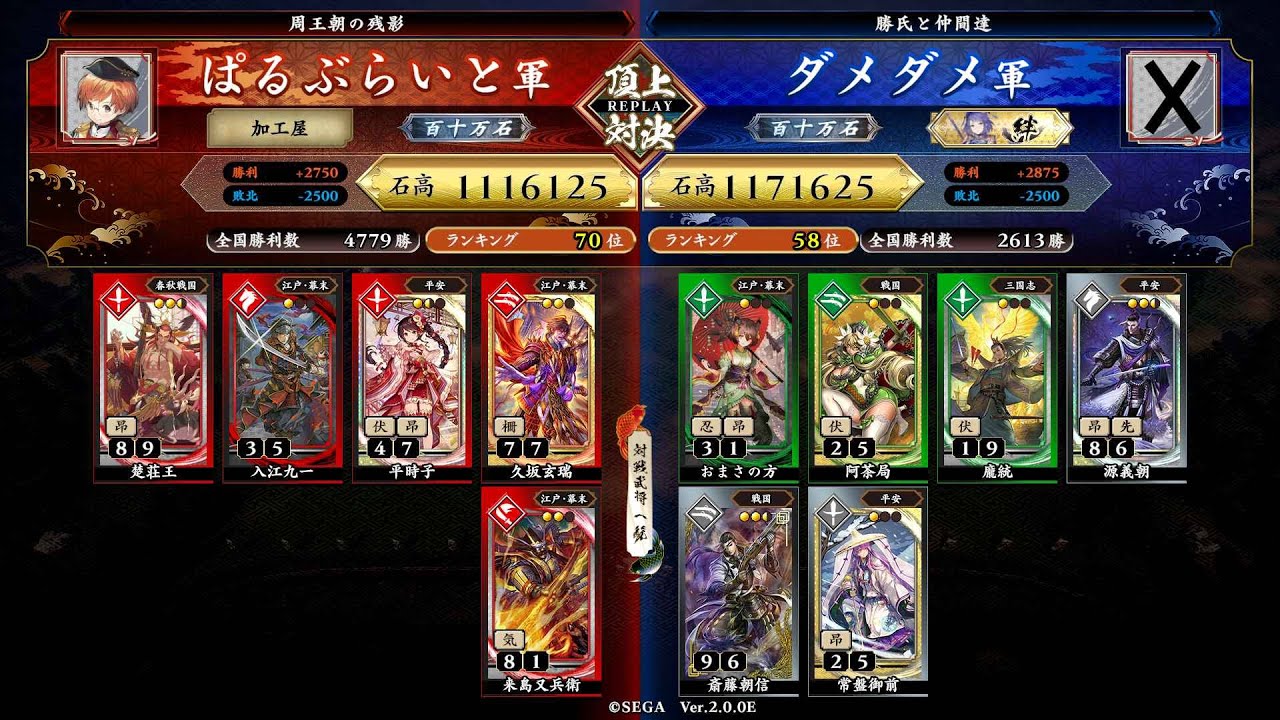 周王朝の残影
勝氏と仲間達
ぱるぶらいと軍
頂上
REPLAY
対決
ダメダメ軍
X
加工屋
百十万石
百十万石
絆
勝利 +2750
敗北 -2500
石高 1116125
石高 1171625
勝利 +2875
敗北 -2500
全国勝利数 4779勝
ランキング 70位
ランキング 58位
全国勝利数 2613勝
春秋戦国
昂
8 9
楚荘王
江戸・幕末
3 5
入江九一
平安
伏 昂
4 7
平時子
江戸・幕末
柵
7 7
久坂玄瑞
江戸・幕末
気
8 1
来島又兵衛
対戦武将一覧
江戸・幕末
忍 昂
3 1
おまさの方
戦国
伏
2 5
阿茶局
三国志
伏
1 9
龐統
平安
昂 先
8 6
源義朝
戦国
9 6
斎藤朝信
平安
昂
2 5
常盤御前
©SEGA Ver.2.0.0E